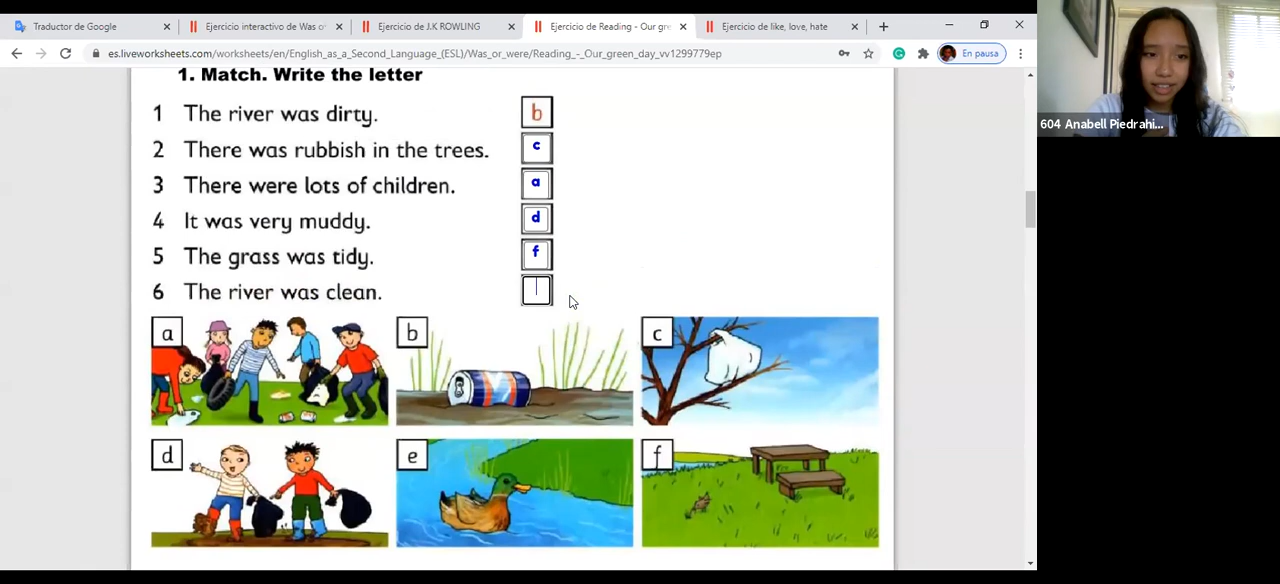 Traductor de Google
Ejercicio interactivo de Was o
Ejercicio de J.K ROWLING
Ejercicio de Reading - Our gre
Ejercicio de like, love, hate
es.liveworksheets.com/worksheets/en/English_as_a_Second_Language_(ESL)/Was_or_were/Reading_-_Our_green_day_vv1299779ep
En pausa
604 Anabell Piedrahi...
1. Match. Write the letter
1 The river was dirty. b
2 There was rubbish in the trees. c
3 There were lots of children. a
4 It was very muddy. d
5 The grass was tidy. f
6 The river was clean.
a b c
d e f